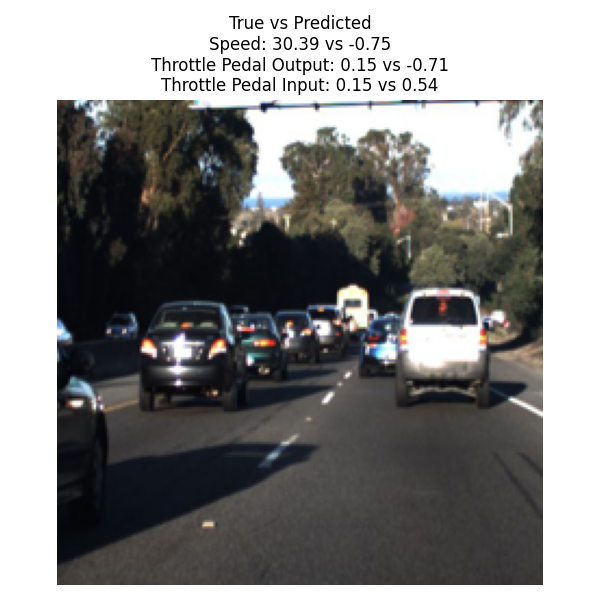 True vs Predicted
Speed: 30.39 vs -0.75
Throttle Pedal Output: 0.15 vs -0.71
Throttle Pedal Input: 0.15 vs 0.54